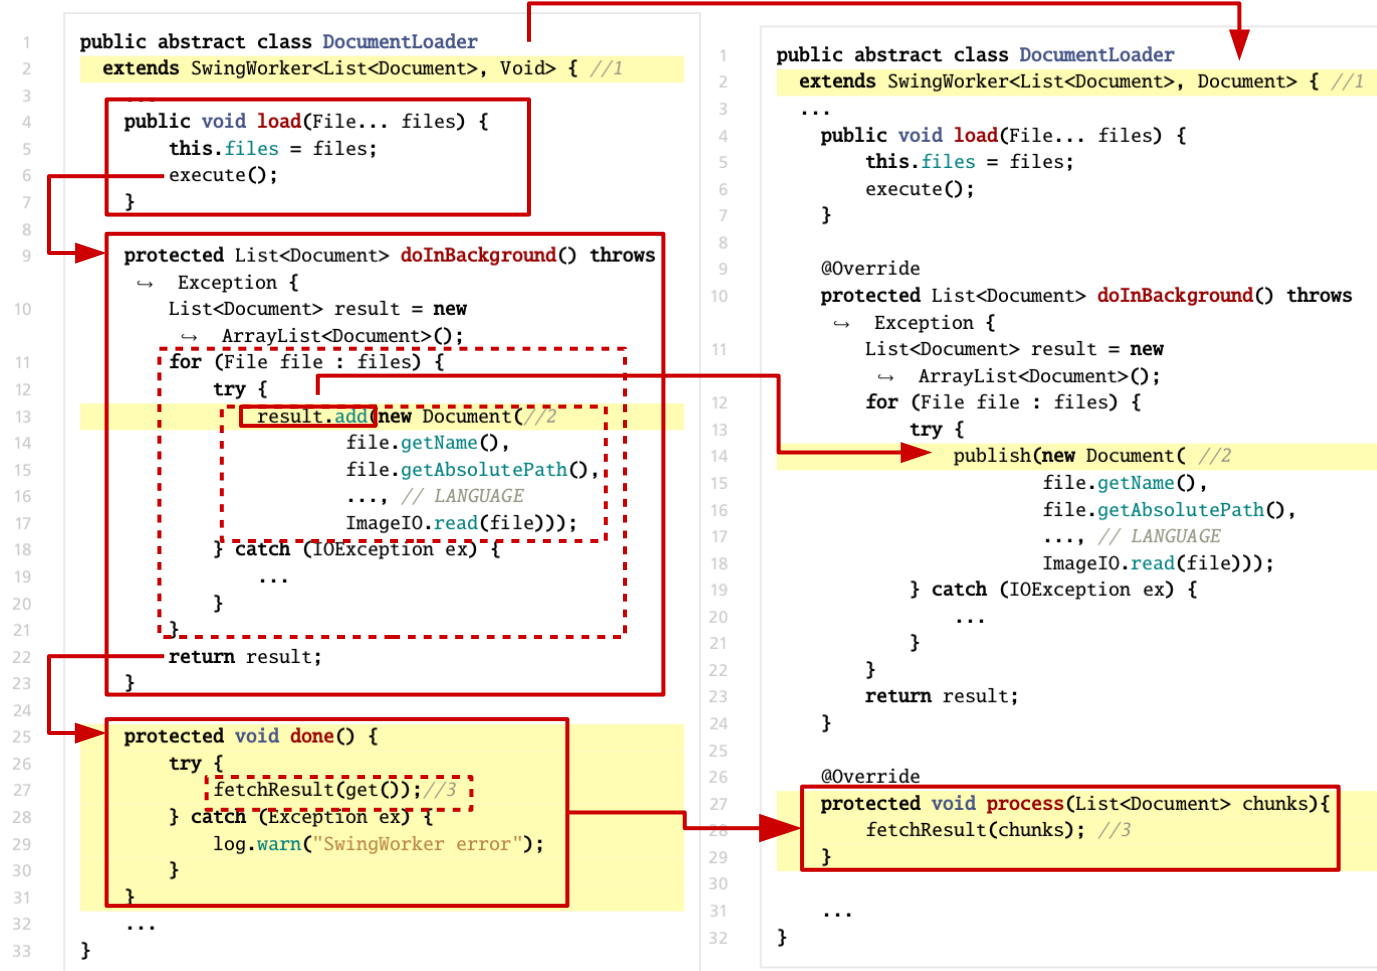 1 public abstract class DocumentLoader
2 extends SwingWorker<List<Document>, Void> { //1
3 ...
4 public void load(File... files) {
5 this.files = files;
6 execute();
7 }
8
9 protected List<Document> doInBackground() throws
↪ Exception {
10 List<Document> result = new
↪ ArrayList<Document>();
11 for (File file : files) {
12 try {
13 result.add(new Document(//2
14 file.getName(),
15 file.getAbsolutePath(),
16 ..., // LANGUAGE
17 ImageIO.read(file)));
18 } catch (IOException ex) {
19 ...
20 }
21 }
22 return result;
23 }
24
25 protected void done() {
26 try {
27 fetchResult(get());//3
28 } catch (Exception ex) {
29 log.warn("SwingWorker error");
30 }
31 }
32 ...
33 }
1 public abstract class DocumentLoader
2 extends SwingWorker<List<Document>, Document> { //1
3 ...
4 public void load(File... files) {
5 this.files = files;
6 execute();
7 }
8
9 @Override
10 protected List<Document> doInBackground() throws
↪ Exception {
11 List<Document> result = new
↪ ArrayList<Document>();
12 for (File file : files) {
13 try {
14 publish(new Document( //2
15 file.getName(),
16 file.getAbsolutePath(),
17 ..., // LANGUAGE
18 ImageIO.read(file)));
19 } catch (IOException ex) {
20 ...
21 }
22 }
23 return result;
24 }
25
26 @Override
27 protected void process(List<Document> chunks){
28 fetchResult(chunks); //3
29 }
30
31 ...
32 }